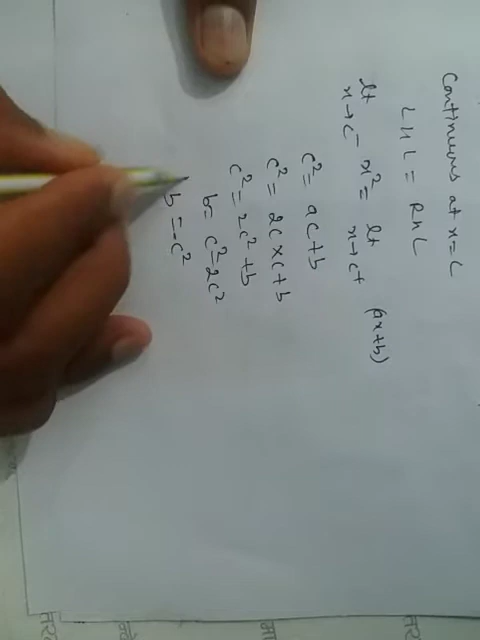 Continuous at x=c
LHL = RHL
lt x→c⁻ x² = lt x→c⁺ (ax+b)
c² = ac+b
c² = 2c×c+b
c² = 2c²+b
b = c²-2c²
b = -c²